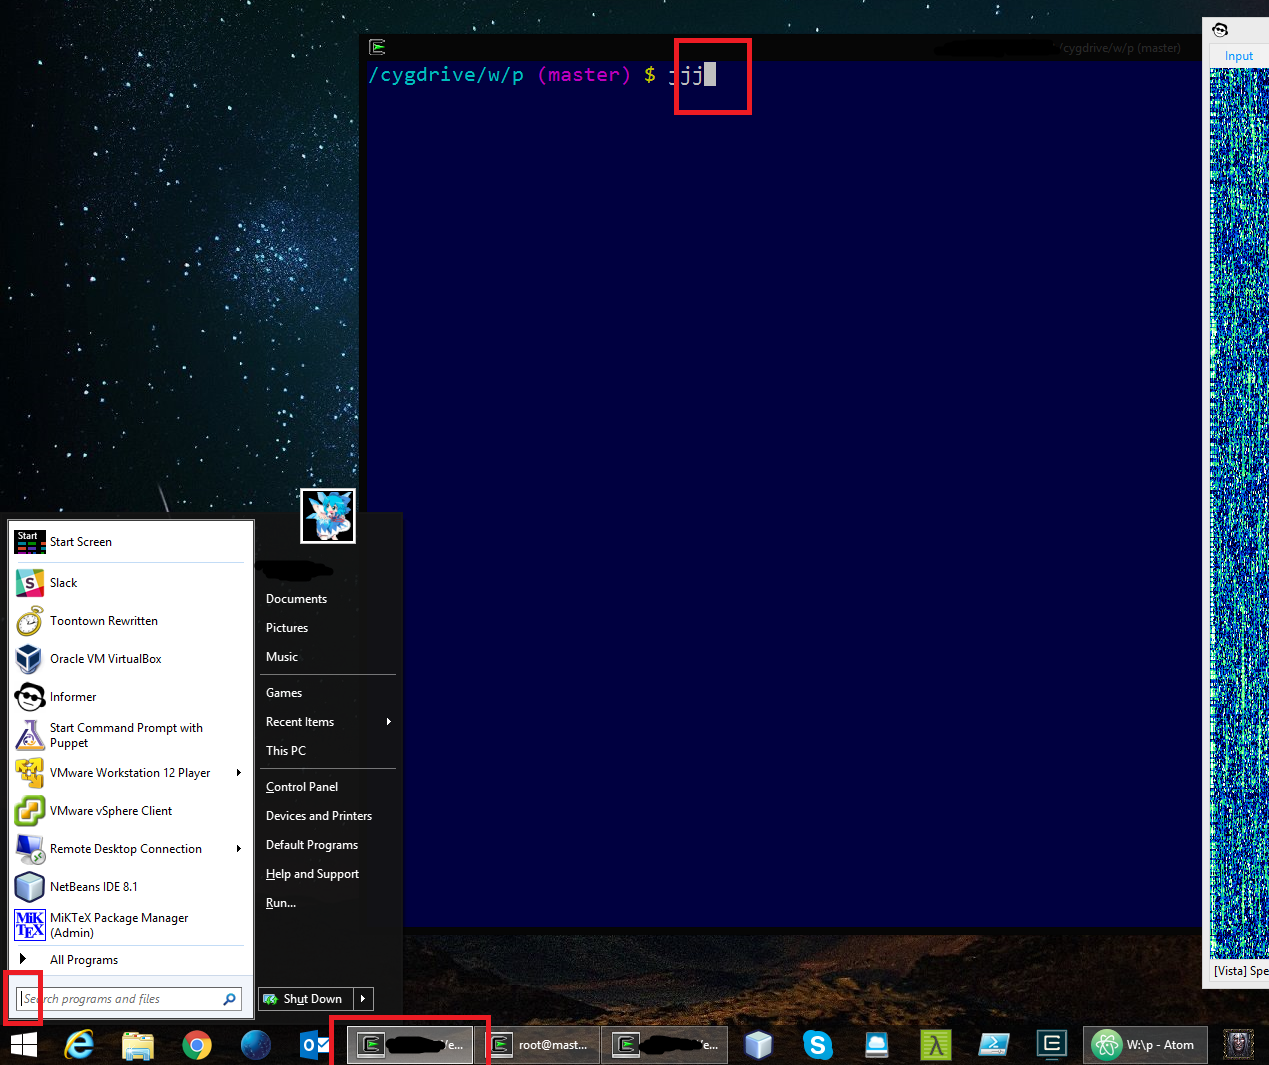 /cygdrive/w/p (master)
Input
/cygdrive/w/p (master) $ jjj
Start
Start Screen
Slack
Toontown Rewritten
Oracle VM VirtualBox
Informer
Start Command Prompt with
Puppet
VMware Workstation 12 Player
VMware vSphere Client
Remote Desktop Connection
NetBeans IDE 8.1
MiKTeX Package Manager
(Admin)
All Programs
Search programs and files
Documents
Pictures
Music
Games
Recent Items
This PC
Control Panel
Devices and Printers
Default Programs
Help and Support
Run...
Shut Down
[Vista] Spe
/e...
root@mast...
/e...
W:\p - Atom